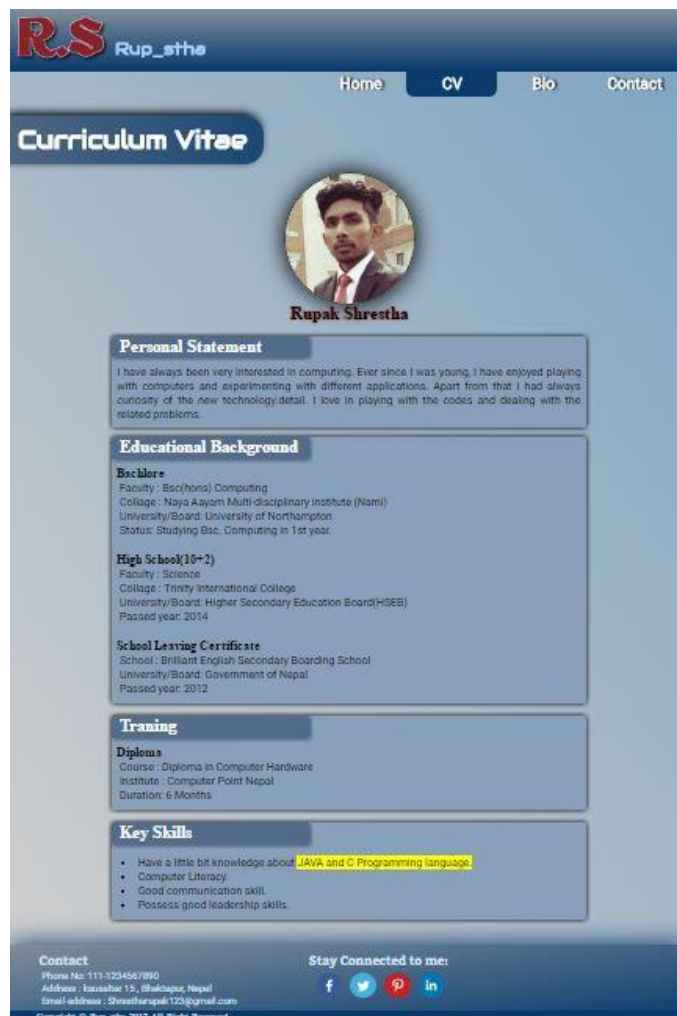 R.S Rup_stha
Home CV Bio Contact
Curriculum Vitae
Rupak Shrestha
Personal Statement
I have always been very interested in computing. Ever since I was young, I have enjoyed playing
with computers and experimenting with different applications. Apart from that I had always
curiosity of the new technology.detail. I love in playing with the codes and dealing with the
related problems.
Educational Background
Bachlore
Faculty : Bsc(hons) Computing
Collage : Naya Aayam Multi-disciplinary institute (Nami)
University/Board: University of Northampton
Status: Studying Bsc. Computing in 1st year.
High School(10+2)
Faculty : Science
Collage : Trinity International College
University/Board: Higher Secondary Education Board(HSEB)
Passed year: 2014
School Leaving Certificate
School : Brilliant English Secondary Boarding School
University/Board: Government of Nepal
Passed year: 2012
Traning
Diploma
Course : Diploma in Computer Hardware
Institute : Computer Point Nepal
Duration: 6 Months
Key Skills
• Have a little bit knowledge about JAVA and C Programming language.
• Computer Literacy.
• Good communication skill.
• Possess good leadership skills.
Contact
Phone No: 111-1234567890
Address : kausaltar 15 , Bhaktapur, Nepal
Email-address : Shrestharupak123@gmail.com
Stay Connected to me: